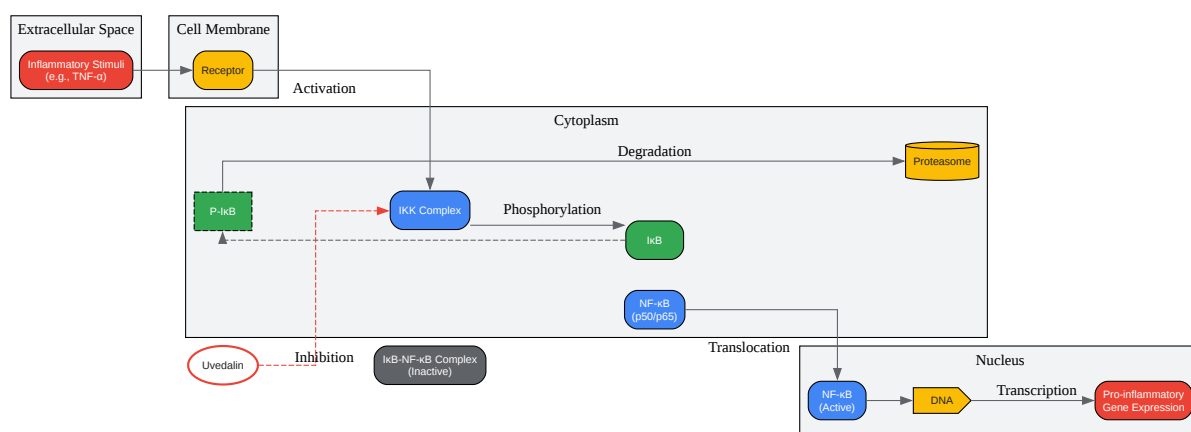 Extracellular Space
Cell Membrane
Inflammatory Stimuli
(e.g., TNF-α)
Receptor
Activation
Cytoplasm
Degradation
Proteasome
P-IκB
IKK Complex
Phosphorylation
IκB
NF-κB
(p50/p65)
Translocation
Uvedalin
Inhibition
IκB-NF-κB Complex
(Inactive)
Nucleus
NF-κB
(Active)
DNA
Transcription
Pro-inflammatory
Gene Expression